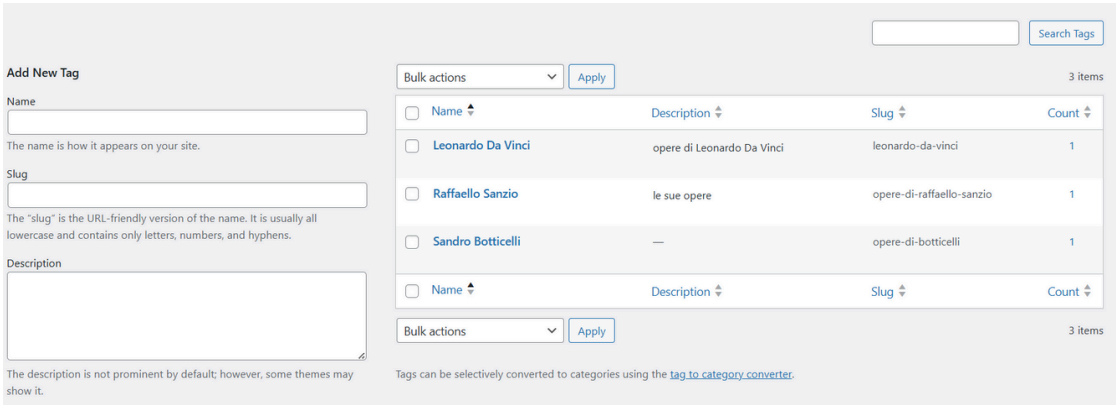 Search Tags
Add New Tag
Name
The name is how it appears on your site.
Slug
The "slug" is the URL-friendly version of the name. It is usually all
lowercase and contains only letters, numbers, and hyphens.
Description
The description is not prominent by default; however, some themes may
show it.
Bulk actions Apply 3 items
Name Description Slug Count
Leonardo Da Vinci opere di Leonardo Da Vinci leonardo-da-vinci 1
Raffaello Sanzio le sue opere opere-di-raffaello-sanzio 1
Sandro Botticelli — opere-di-botticelli 1
Name Description Slug Count
Bulk actions Apply 3 items
Tags can be selectively converted to categories using the tag to category converter.